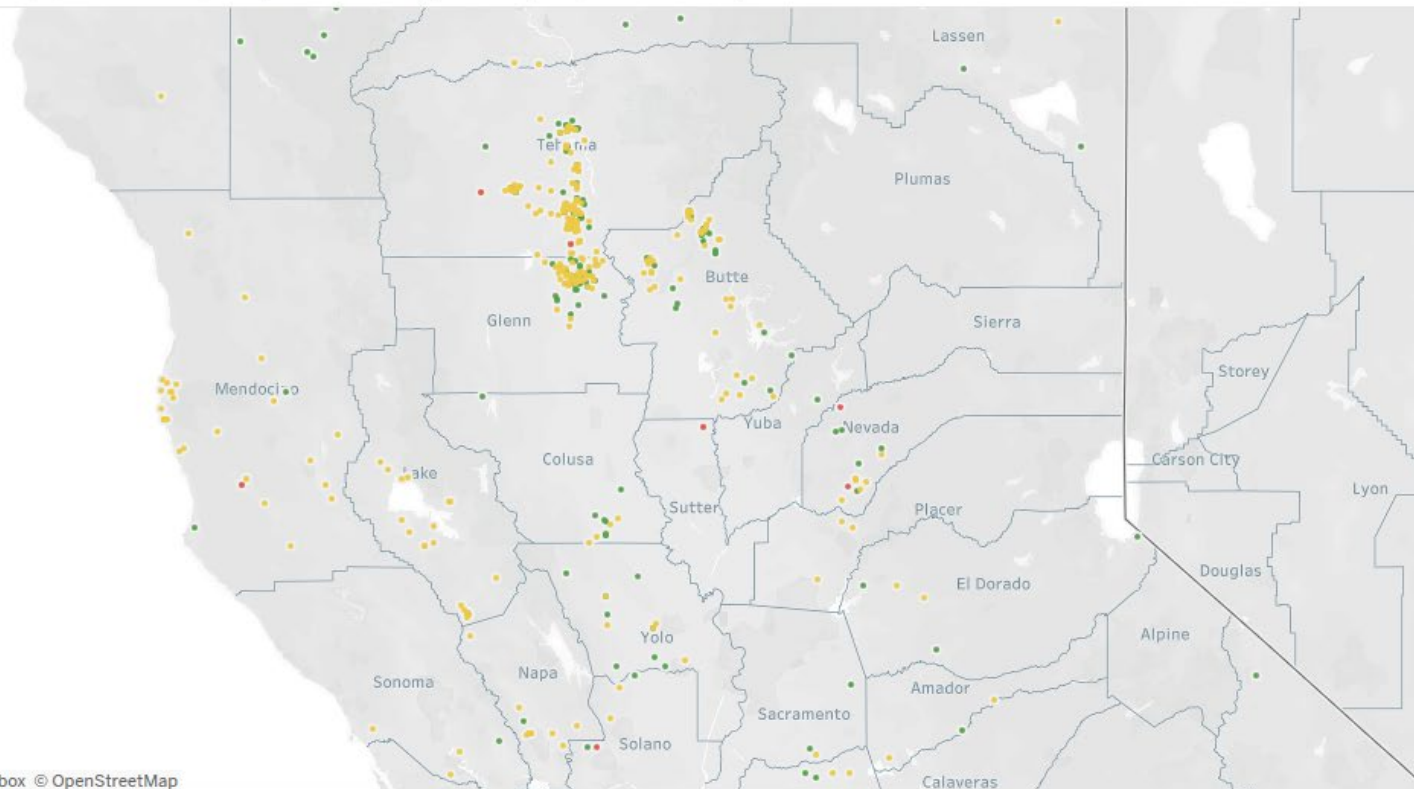 Lassen
Tehama
Plumas
Butte
Glenn
Sierra
Storey
Mendocino
Yuba
Nevada
Carson City
Colusa
Lake
Lyon
Sutter
Placer
Douglas
El Dorado
Yolo
Alpine
Napa
Sonoma
Amador
Sacramento
Solano
box © OpenStreetMap
Calaveras